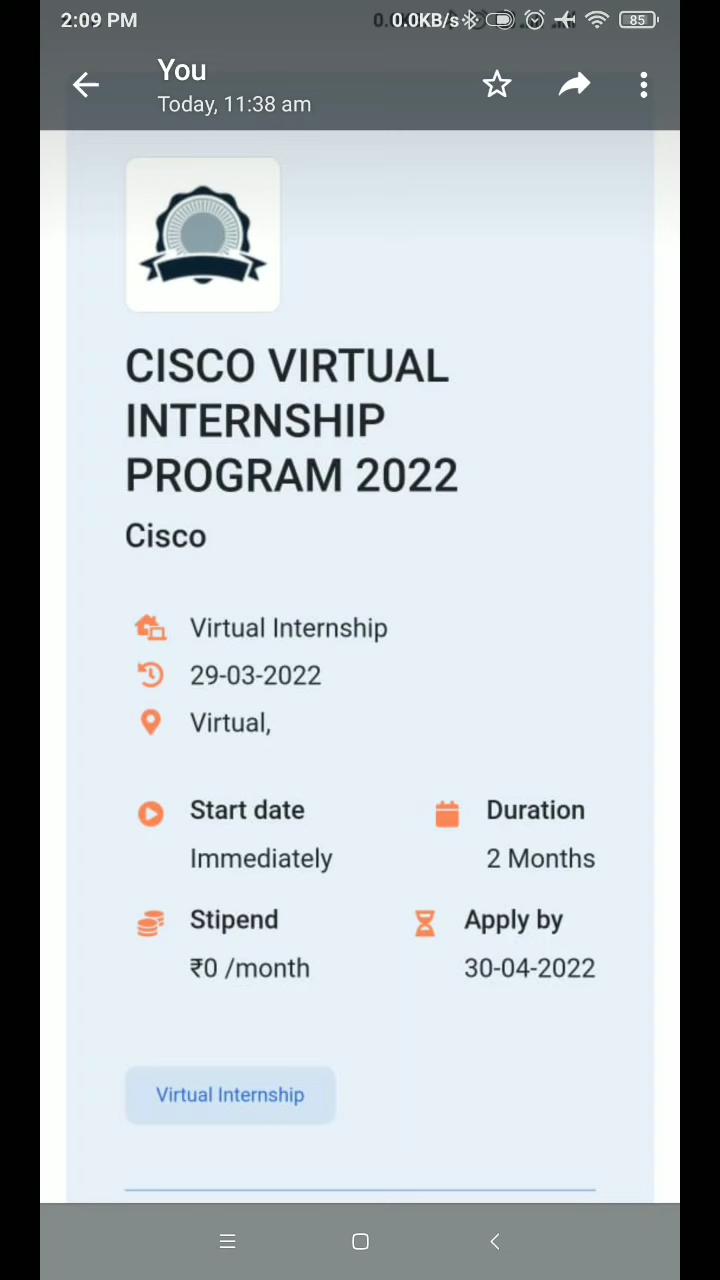 2:09 PM
0.0KB/s
85
You
Today, 11:38 am
CISCO VIRTUAL
INTERNSHIP
PROGRAM 2022
Cisco
Virtual Internship
29-03-2022
Virtual,
Start date
Duration
Immediately
2 Months
Stipend
Apply by
₹0 /month
30-04-2022
Virtual Internship